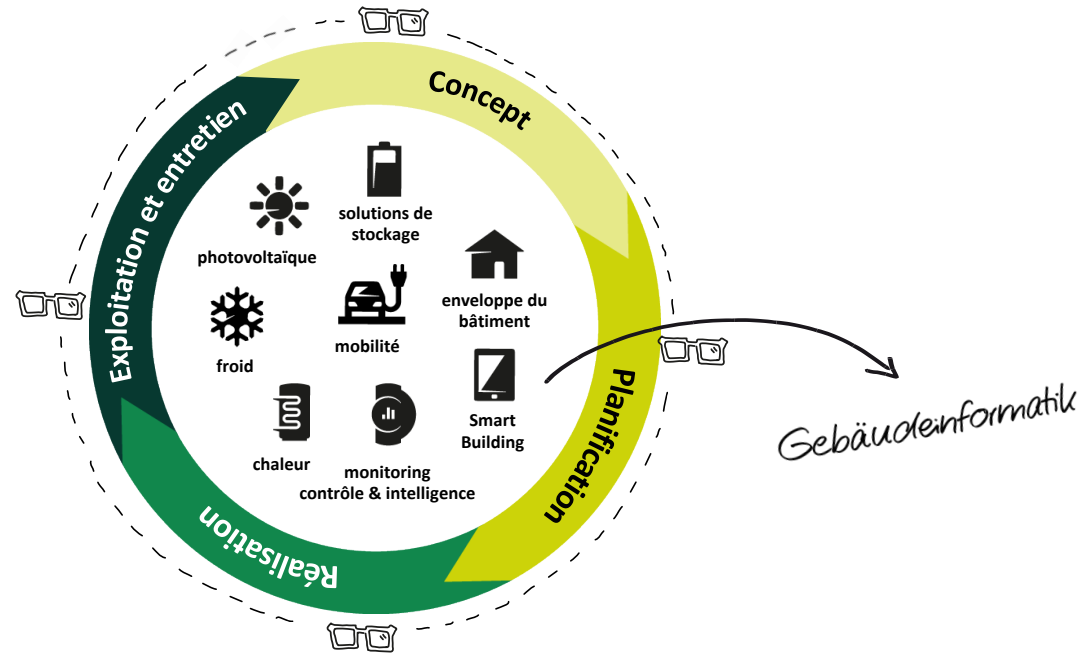 Concept
Exploitation et entretien
solutions de
stockage
photovoltaïque
enveloppe du
bâtiment
mobilité
froid
Smart
Building
Planification
Gebäudeinformatik
chaleur
monitoring
contrôle & intelligence
Réalisation